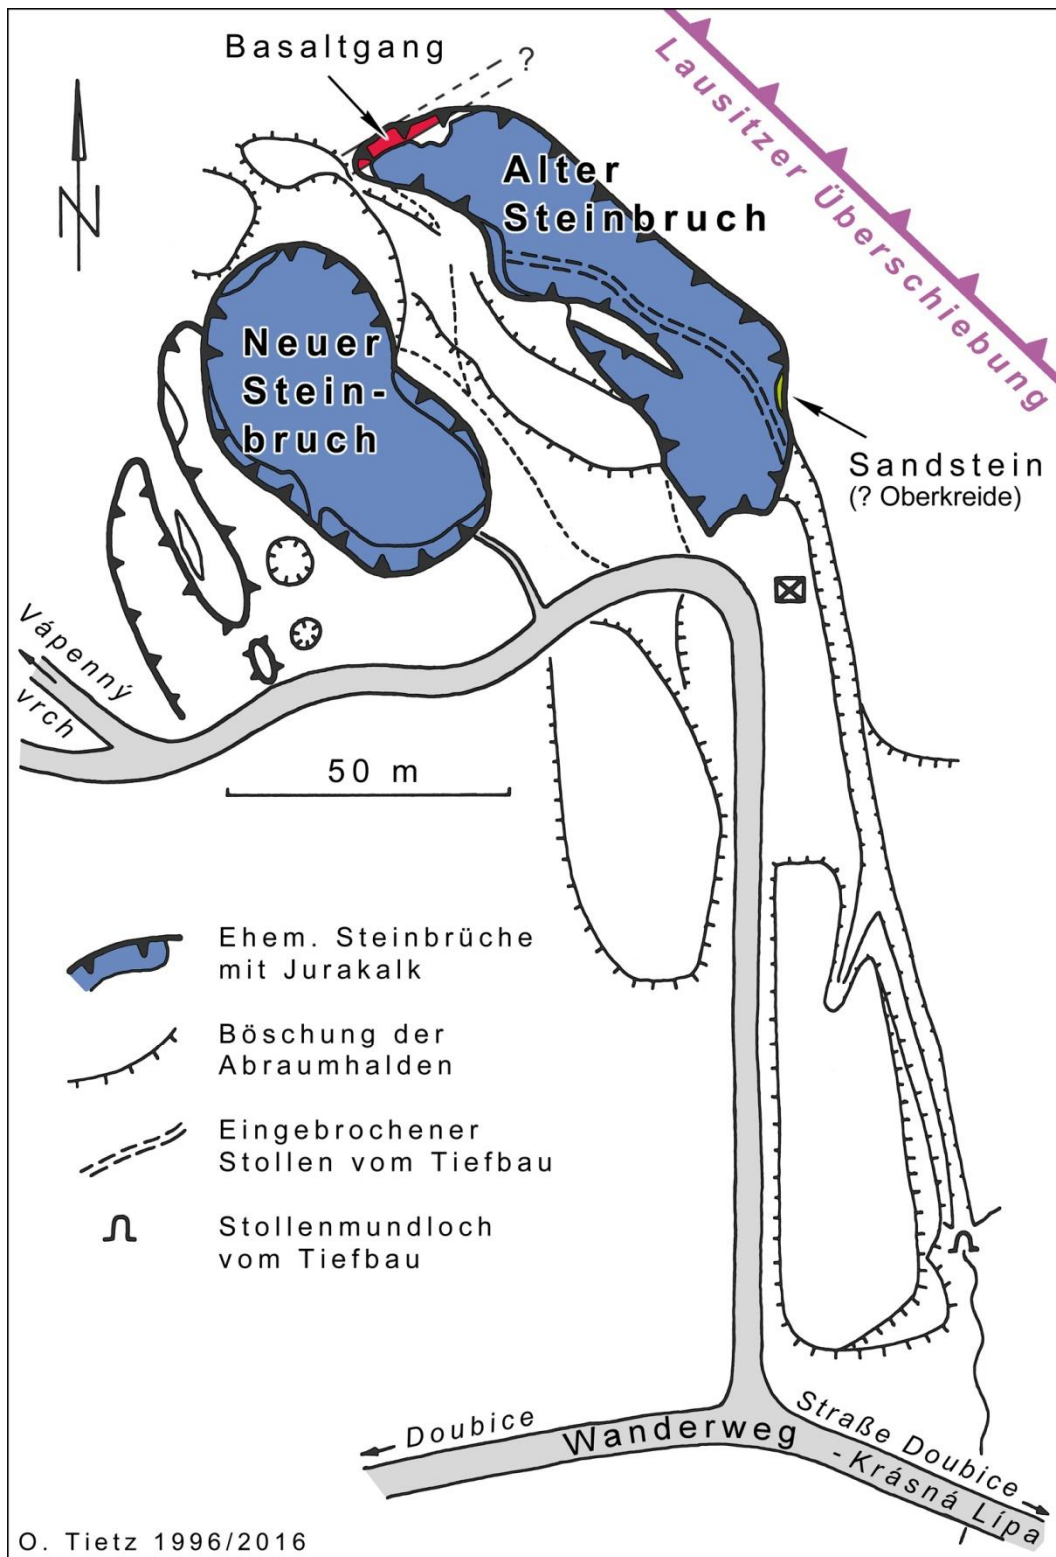 Basaltgang
?
Lausitzer Überschiebung
N
Alter
Steinbruch
Neuer
Stein-
bruch
Sandstein
(? Oberkreide)
Vápenný
vrch
50 m
Ehem. Steinbrüche
mit Jurakalk
Böschung der
Abraumhalden
Eingebrochener
Stollen vom Tiefbau
Stollenmundloch
vom Tiefbau
Doubice
Wanderweg
Straße Doubice
- Krásná Lípa
O. Tietz 1996/2016